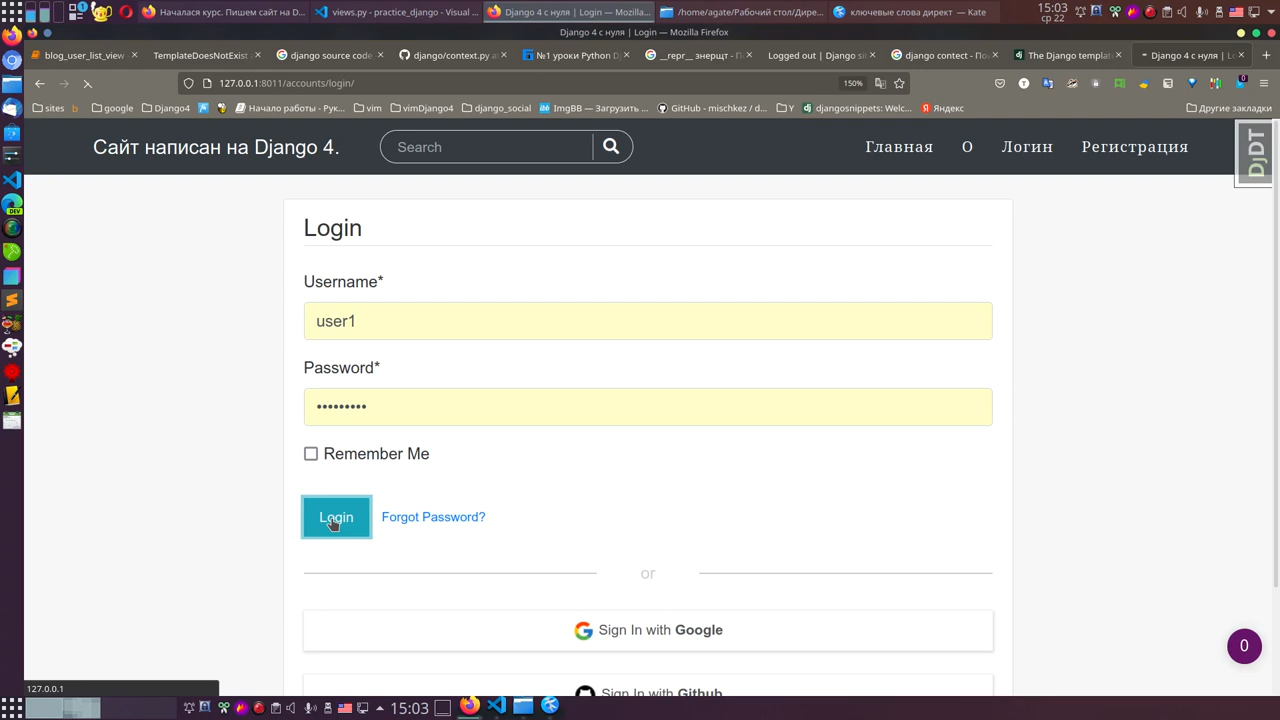 Началася курс. Пишем сайт на D...
views.py - practice_django - Visual ...
Django 4 с нуля | Login — Mozilla...
/home/agate/Рабочий стол/Дире...
ключевые слова директ — Kate
15:03
ср 22
Django 4 с нуля | Login — Mozilla Firefox
blog_user_list_view
TemplateDoesNotExist
django source code
django/context.py at
№1 уроки Python Dj
__repr__ энерщт - П
Logged out | Django si
django contect - По
The Django templat
Django 4 с нуля | Lo
127.0.0.1:8011/accounts/login/
150%
sites
b
google
Django4
Начало работы - Рук...
vim
vimDjango4
django_social
ImgBB — Загрузить ...
GitHub - mischkez / d...
Y
djangosnippets: Welc...
Яндекс
Другие закладки
Сайт написан на Django 4.
Search
Главная
О
Логин
Регистрация
DjDT
Login
Username*
user1
Password*
•••••••••
Remember Me
Login
Forgot Password?
or
Sign In with Google
0
Sign In with Github
127.0.0.1
15:03